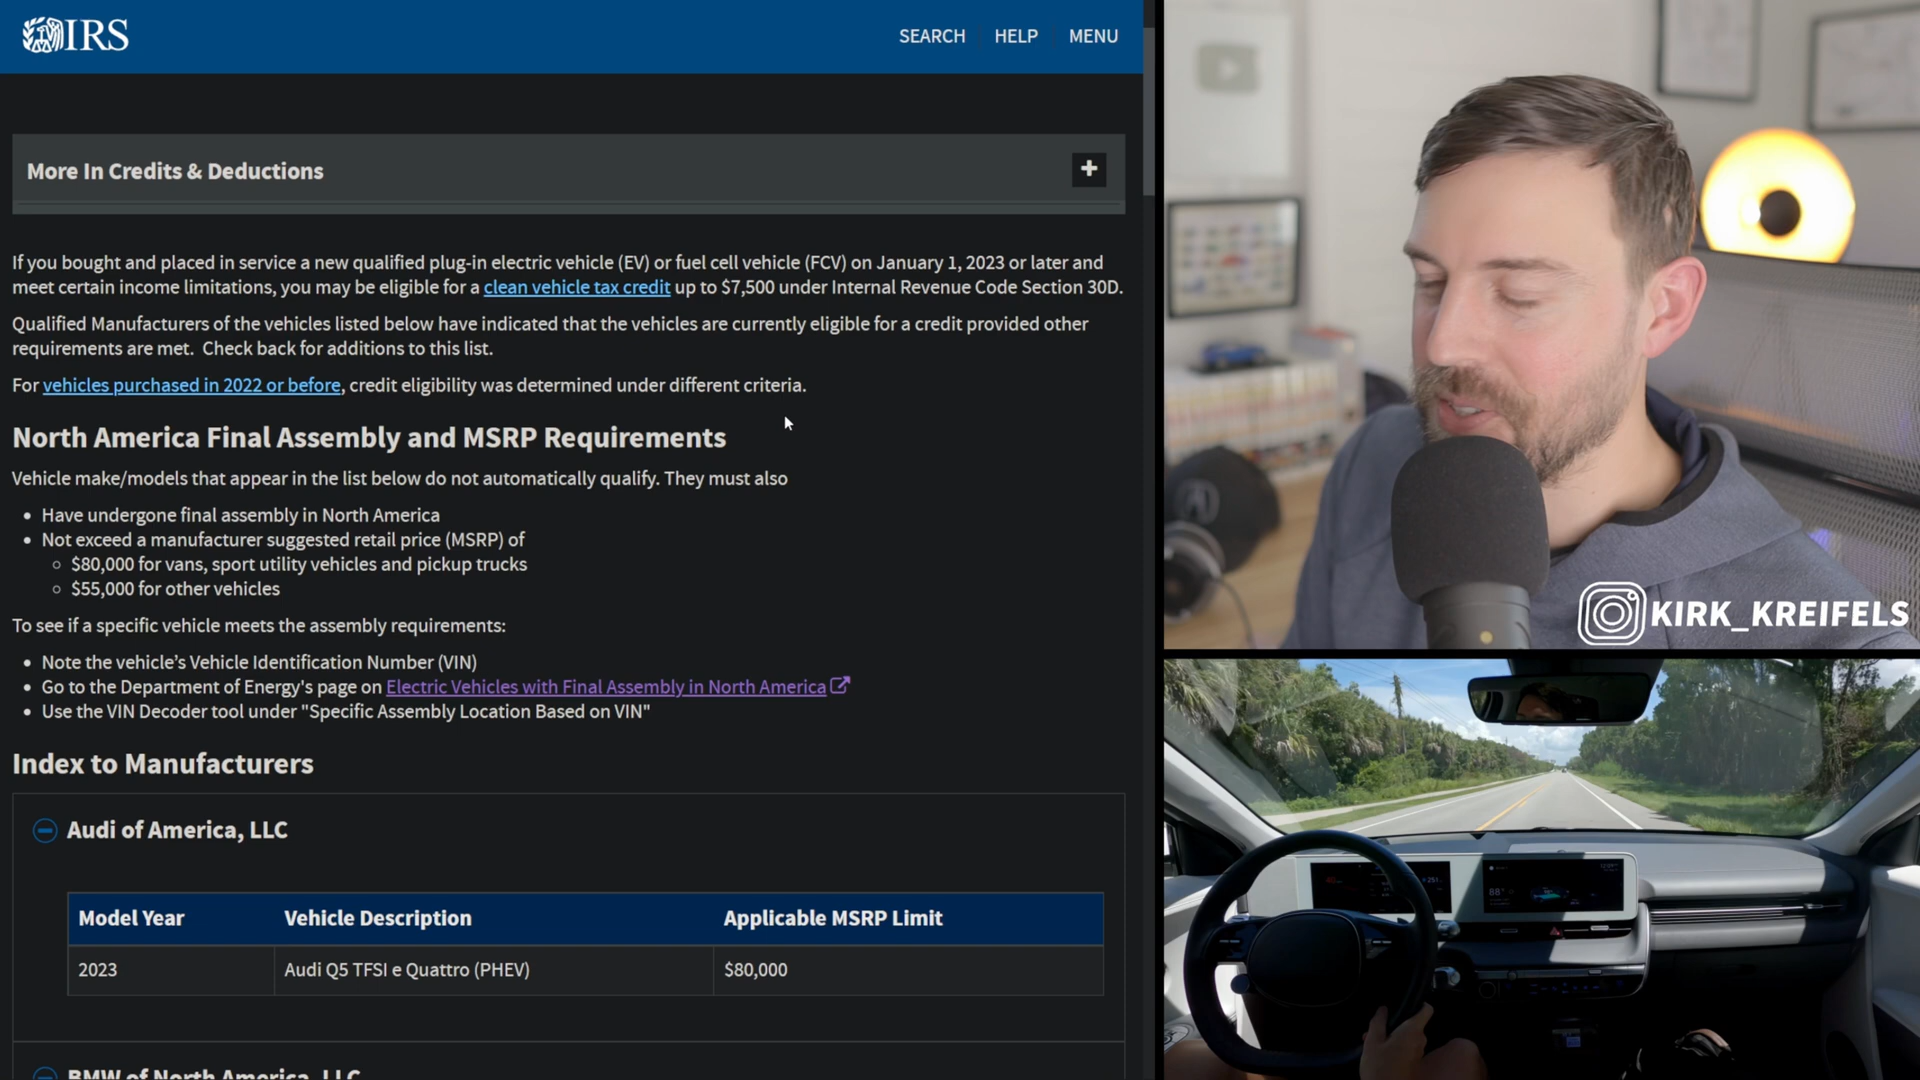 IRS
SEARCH HELP MENU
More In Credits & Deductions
If you bought and placed in service a new qualified plug-in electric vehicle (EV) or fuel cell vehicle (FCV) on January 1, 2023 or later and
meet certain income limitations, you may be eligible for a clean vehicle tax credit up to $7,500 under Internal Revenue Code Section 30D.
Qualified Manufacturers of the vehicles listed below have indicated that the vehicles are currently eligible for a credit provided other
requirements are met.  Check back for additions to this list.
For vehicles purchased in 2022 or before, credit eligibility was determined under different criteria.
North America Final Assembly and MSRP Requirements
Vehicle make/models that appear in the list below do not automatically qualify. They must also
Have undergone final assembly in North America
Not exceed a manufacturer suggested retail price (MSRP) of
$80,000 for vans, sport utility vehicles and pickup trucks
$55,000 for other vehicles
To see if a specific vehicle meets the assembly requirements:
Note the vehicle's Vehicle Identification Number (VIN)
Go to the Department of Energy's page on Electric Vehicles with Final Assembly in North America
Use the VIN Decoder tool under "Specific Assembly Location Based on VIN"
Index to Manufacturers
Audi of America, LLC
Model Year Vehicle Description Applicable MSRP Limit
2023 Audi Q5 TFSI e Quattro (PHEV) $80,000
BMW of North America, LLC
KIRK_KREIFELS